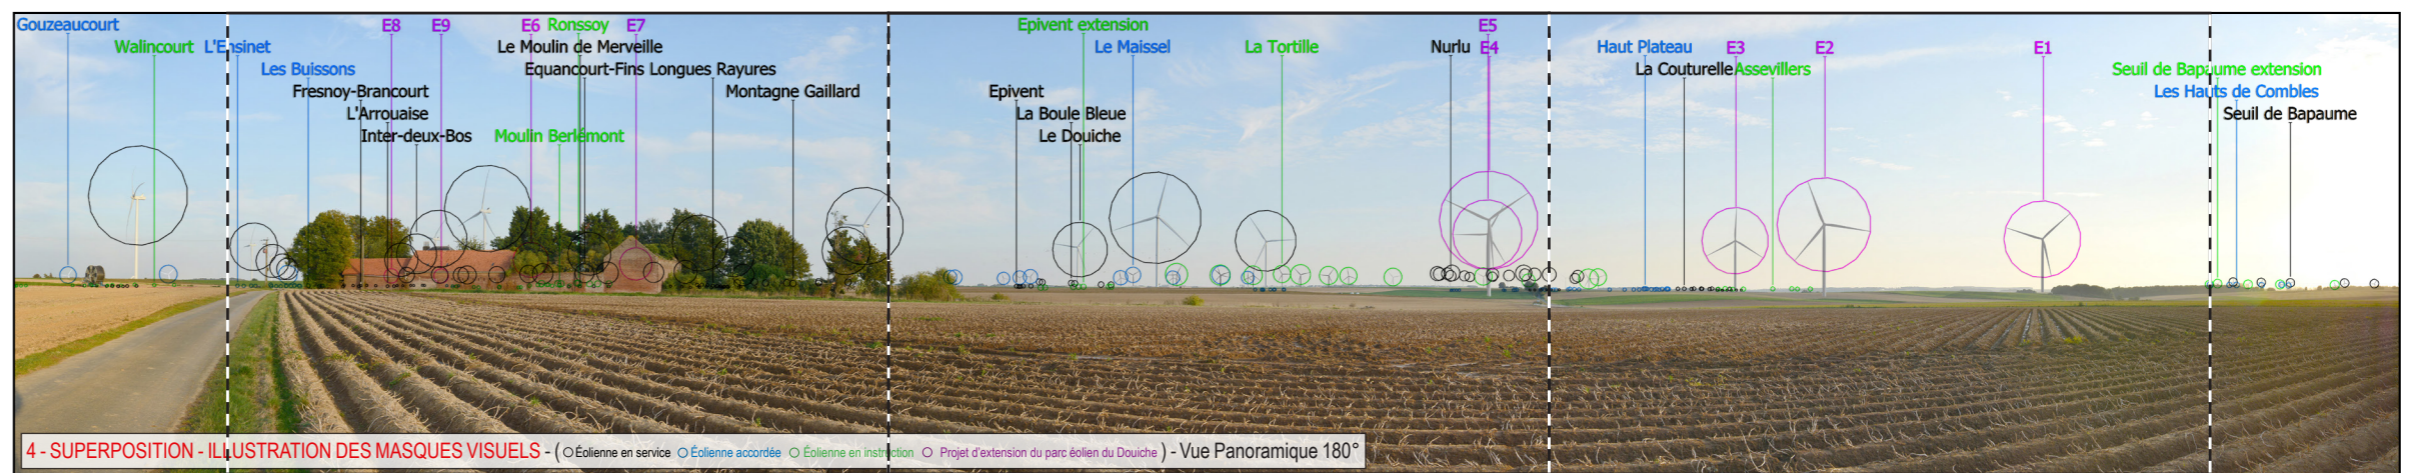 Gouzeaucourt E8 E9 E6 Ronssoy E7 Epivent extension E5
Walincourt L'Ensinet Le Moulin de Merveille Le Maissel La Tortille Nurlu E4 Haut Plateau E3 E2 E1
Les Buissons Equancourt-Fins Longues Rayures La Couturelle Assevillers Seuil de Bapaume extension
Fresnoy-Brancourt Montagne Gaillard Epivent Les Hauts de Combles
L'Arrouaise La Boule Bleue Seuil de Bapaume
Inter-deux-Bos Moulin Berlémont Le Douiche
4 - SUPERPOSITION - ILLUSTRATION DES MASQUES VISUELS - ( Éolienne en service Éolienne accordée Éolienne en instruction Projet d'extension du parc éolien du Douiche ) - Vue Panoramique 180°